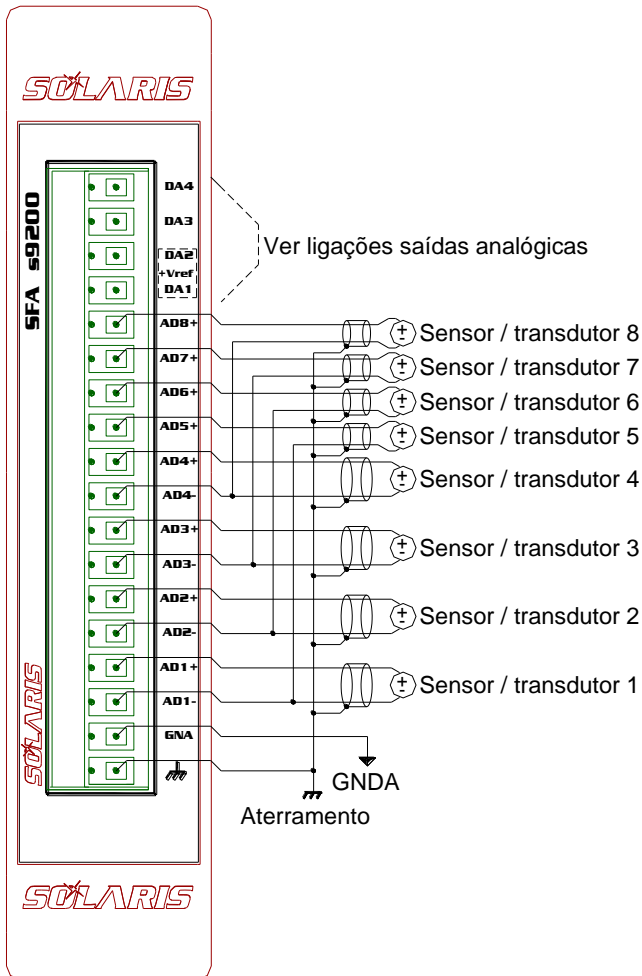 SOLARIS
SFA s9200
DA4
DA3
DA2
+Vref
DA1
Ver ligações saídas analógicas
AD8+
Sensor / transdutor 8
AD7+
Sensor / transdutor 7
AD6+
Sensor / transdutor 6
AD5+
Sensor / transdutor 5
AD4+
Sensor / transdutor 4
AD4-
AD3+
Sensor / transdutor 3
AD3-
AD2+
Sensor / transdutor 2
AD2-
AD1+
Sensor / transdutor 1
AD1-
GNA
GNDA
Aterramento
SOLARIS
SOLARIS